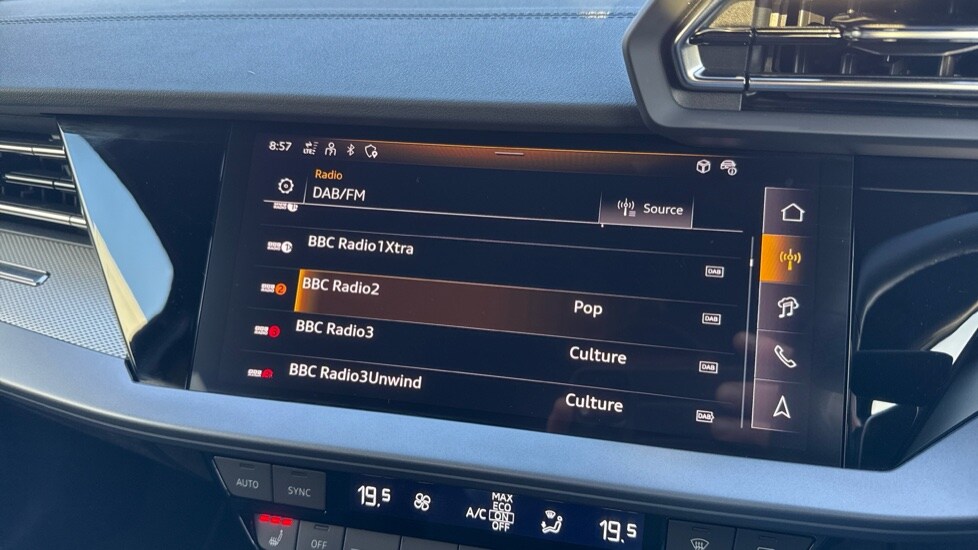 8:57 LTE
Radio
DAB/FM
Source
BBC Radio1Xtra
DAB
BBC Radio2
Pop
DAB
BBC Radio3
Culture
DAB
BBC Radio3Unwind
Culture
DAB
AUTO
SYNC
19.5
A/C
MAX
ECO
ON
OFF
19.5
OFF